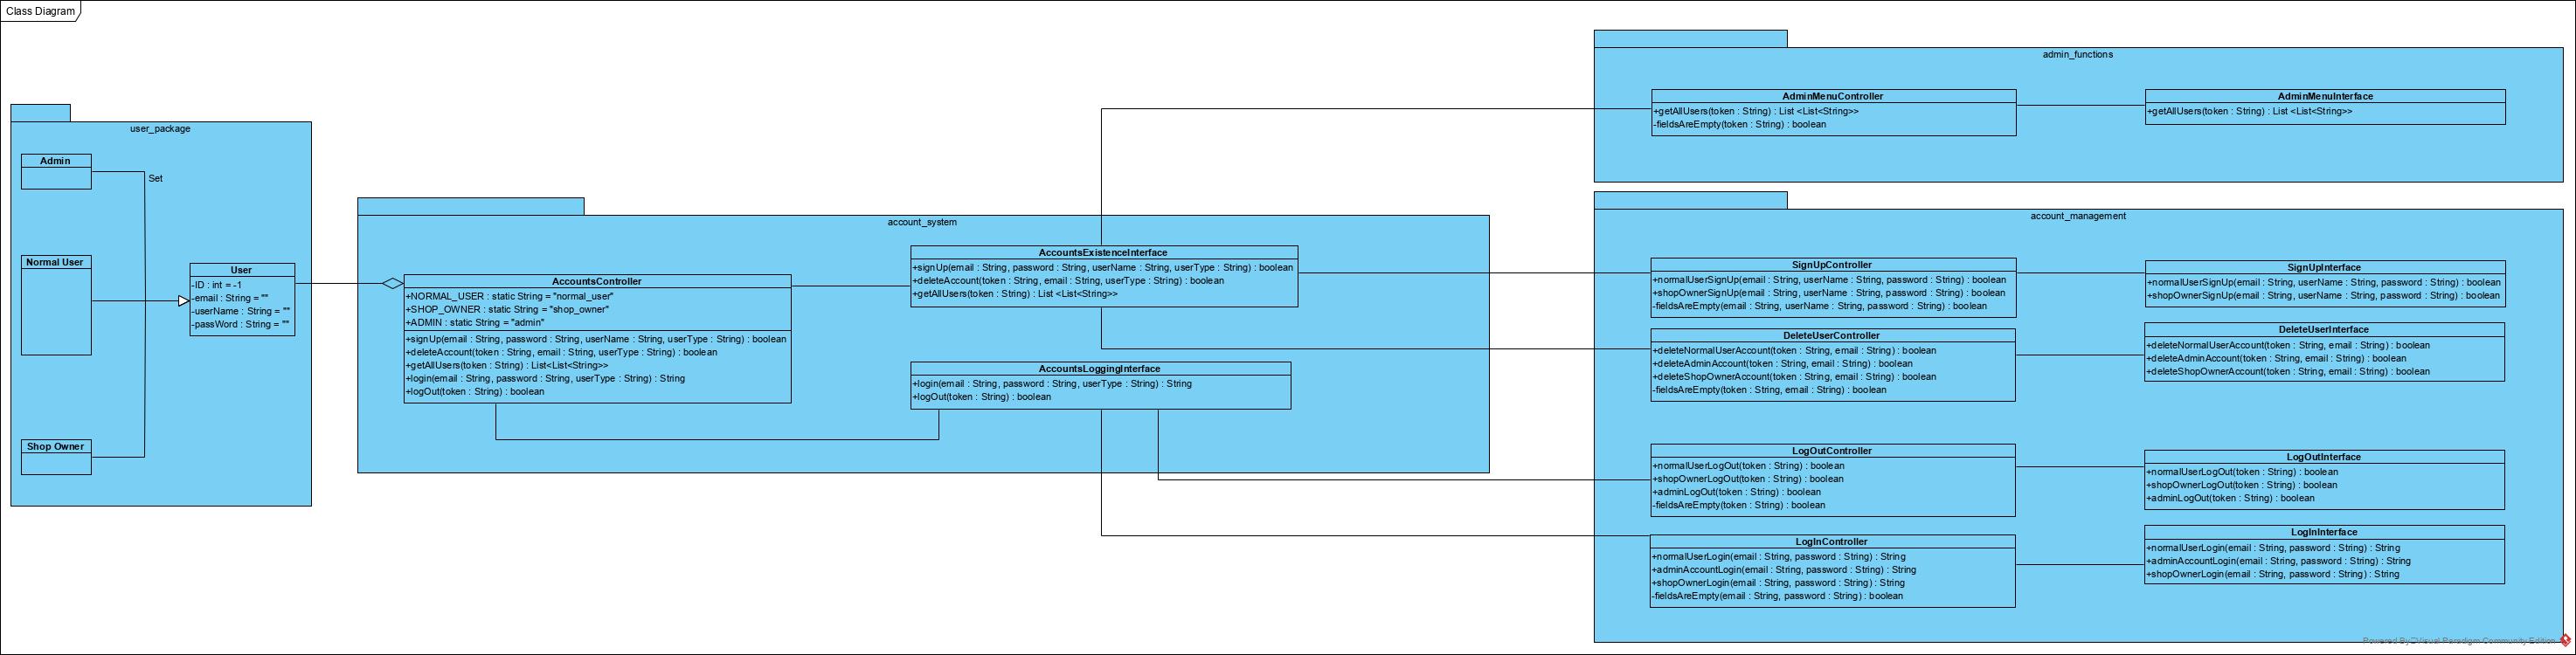 Class Diagram
user_package
Admin
Set
Normal User
User
-ID : int = -1
-email : String = ""
-userName : String = ""
-passWord : String = ""
Shop Owner
account_system
AccountsController
+NORMAL_USER : static String = "normal_user"
+SHOP_OWNER : static String = "shop_owner"
+ADMIN : static String = "admin"
+signUp(email : String, password : String, userName : String, userType : String) : boolean
+deleteAccount(token : String, email : String, userType : String) : boolean
+getAllUsers(token : String) : List<List<String>>
+login(email : String, password : String, userType : String) : String
+logOut(token : String) : boolean
AccountsExistenceInterface
+signUp(email : String, password : String, userName : String, userType : String) : boolean
+deleteAccount(token : String, email : String, userType : String) : boolean
+getAllUsers(token : String) : List <List<String>>
AccountsLoggingInterface
+login(email : String, password : String, userType : String) : String
+logOut(token : String) : boolean
admin_functions
AdminMenuController
+getAllUsers(token : String) : List <List<String>>
-fieldsAreEmpty(token : String) : boolean
AdminMenuInterface
+getAllUsers(token : String) : List <List<String>>
account_management
SignUpController
+normalUserSignUp(email : String, userName : String, password : String) : boolean
+shopOwnerSignUp(email : String, userName : String, password : String) : boolean
-fieldsAreEmpty(email : String, userName : String, password : String) : boolean
SignUpInterface
+normalUserSignUp(email : String, userName : String, password : String) : boolean
+shopOwnerSignUp(email : String, userName : String, password : String) : boolean
DeleteUserController
+deleteNormalUserAccount(token : String, email : String) : boolean
+deleteAdminAccount(token : String, email : String) : boolean
+deleteShopOwnerAccount(token : String, email : String) : boolean
-fieldsAreEmpty(token : String, email : String) : boolean
DeleteUserInterface
+deleteNormalUserAccount(token : String, email : String) : boolean
+deleteAdminAccount(token : String, email : String) : boolean
+deleteShopOwnerAccount(token : String, email : String) : boolean
LogOutController
+normalUserLogOut(token : String) : boolean
+shopOwnerLogOut(token : String) : boolean
+adminLogOut(token : String) : boolean
-fieldsAreEmpty(token : String) : boolean
LogOutInterface
+normalUserLogOut(token : String) : boolean
+shopOwnerLogOut(token : String) : boolean
+adminLogOut(token : String) : boolean
LogInController
+normalUserLogin(email : String, password : String) : String
+adminAccountLogin(email : String, password : String) : String
+shopOwnerLogin(email : String, password : String) : String
-fieldsAreEmpty(email : String, password : String) : boolean
LogInInterface
+normalUserLogin(email : String, password : String) : String
+adminAccountLogin(email : String, password : String) : String
+shopOwnerLogin(email : String, password : String) : String
Powered By Visual Paradigm Community Edition